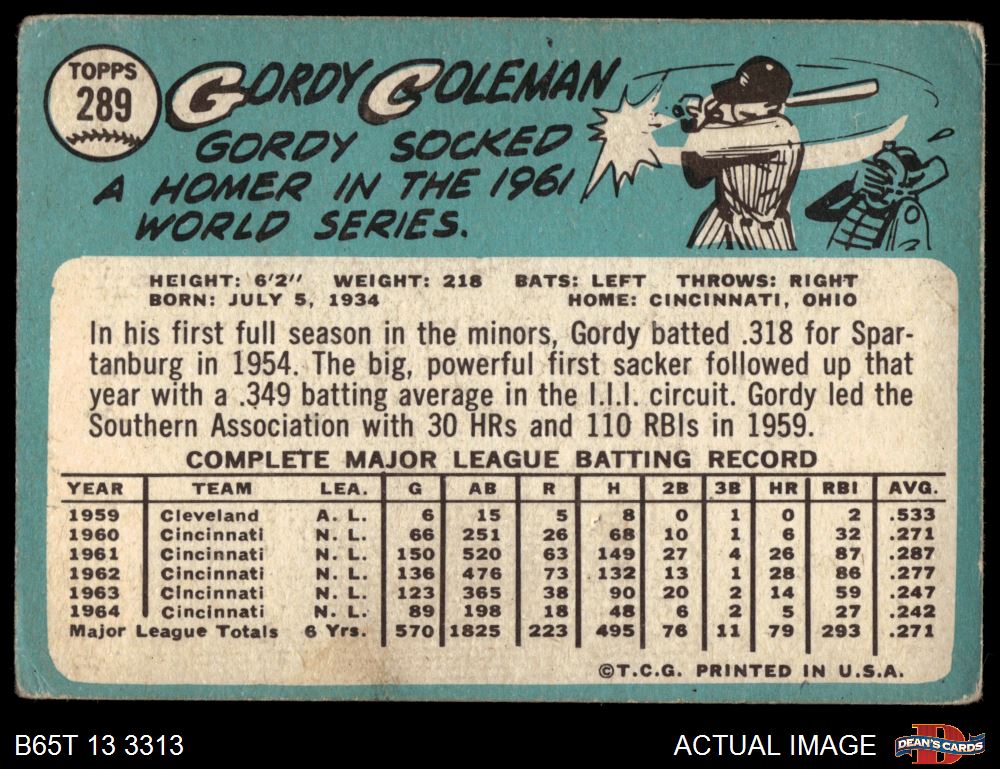 TOPPS
289
GORDY COLEMAN
GORDY SOCKED
A HOMER IN THE 1961
WORLD SERIES.
HEIGHT: 6'2" WEIGHT: 218 BATS: LEFT THROWS: RIGHT
BORN: JULY 5, 1934 HOME: CINCINNATI, OHIO
In his first full season in the minors, Gordy batted .318 for Spar-
tanburg in 1954. The big, powerful first sacker followed up that
year with a .349 batting average in the I.I.I. circuit. Gordy led the
Southern Association with 30 HRs and 110 RBIs in 1959.
COMPLETE MAJOR LEAGUE BATTING RECORD
YEAR TEAM LEA. G AB R H 2B 3B HR RBI AVG.
1959 Cleveland A. L. 6 15 5 8 0 1 0 2 .533
1960 Cincinnati N. L. 66 251 26 68 10 1 6 32 .271
1961 Cincinnati N. L. 150 520 63 149 27 4 26 87 .287
1962 Cincinnati N. L. 136 476 73 132 13 1 28 86 .277
1963 Cincinnati N. L. 123 365 38 90 20 2 14 59 .247
1964 Cincinnati N. L. 89 198 18 48 6 2 5 27 .242
Major League Totals 6 Yrs. 570 1825 223 495 76 11 79 293 .271
©T.C.G. PRINTED IN U.S.A.
B65T 13 3313
ACTUAL IMAGE
DEAN'S CARDS